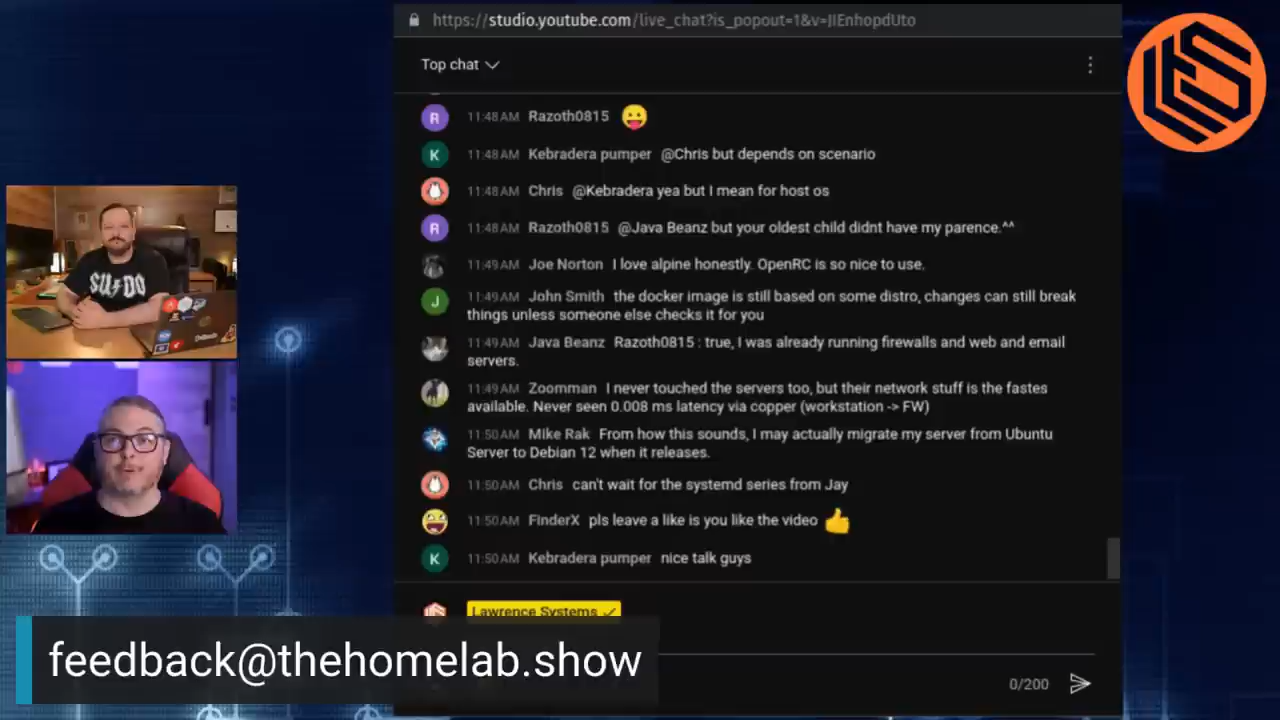 https://studio.youtube.com/live_chat?is_popout=1&v=JIEnhopdUto
Top chat
R 11:48 AM Razoth0815 😛
K 11:48 AM Kebradera pumper @Chris but depends on scenario
11:48 AM Chris @Kebradera yea but I mean for host os
R 11:48 AM Razoth0815 @Java Beanz but your oldest child didnt have my parence.^^
11:49 AM Joe Norton I love alpine honestly. OpenRC is so nice to use.
J 11:49 AM John Smith the docker image is still based on some distro, changes can still break
things unless someone else checks it for you
11:49 AM Java Beanz Razoth0815 : true, I was already running firewalls and web and email
servers.
11:49 AM Zoomman I never touched the servers too, but their network stuff is the fastes
available. Never seen 0.008 ms latency via copper (workstation -> FW)
11:50 AM Mike Rak From how this sounds, I may actually migrate my server from Ubuntu
Server to Debian 12 when it releases.
11:50 AM Chris can't wait for the systemd series from Jay
11:50 AM FInderX pls leave a like is you like the video 👍
K 11:50 AM Kebradera pumper nice talk guys
Lawrence Systems
0/200
SU DO
feedback@thehomelab.show